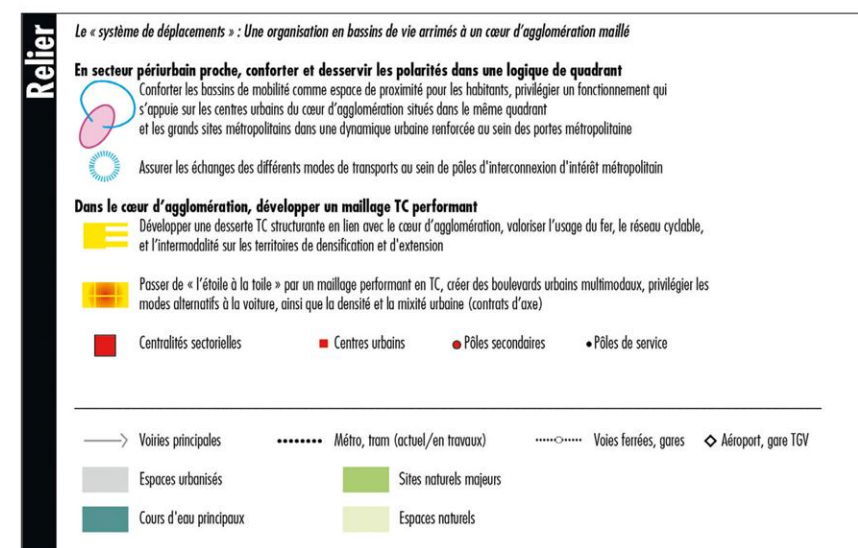 Relier
Le « système de déplacements » : Une organisation en bassins de vie arrimés à un cœur d'agglomération maillé
En secteur périurbain proche, conforter et desservir les polarités dans une logique de quadrant
Conforter les bassins de mobilité comme espace de proximité pour les habitants, privilégier un fonctionnement qui
s'appuie sur les centres urbains du cœur d'agglomération situés dans le même quadrant
et les grands sites métropolitains dans une dynamique urbaine renforcée au sein des portes métropolitaine
Assurer les échanges des différents modes de transports au sein de pôles d'interconnexion d'intérêt métropolitain
Dans le cœur d'agglomération, développer un maillage TC performant
Développer une desserte TC structurante en lien avec le cœur d'agglomération, valoriser l'usage du fer, le réseau cyclable,
et l'intermodalité sur les territoires de densification et d'extension
Passer de « l'étoile à la toile » par un maillage performant en TC, créer des boulevards urbains multimodaux, privilégier les
modes alternatifs à la voiture, ainsi que la densité et la mixité urbaine (contrats d'axe)
Centralités sectorielles Centres urbains Pôles secondaires Pôles de service
Voiries principales Métro, tram (actuel/en travaux) Voies ferrées, gares Aéroport, gare TGV
Espaces urbanisés Sites naturels majeurs
Cours d'eau principaux Espaces naturels